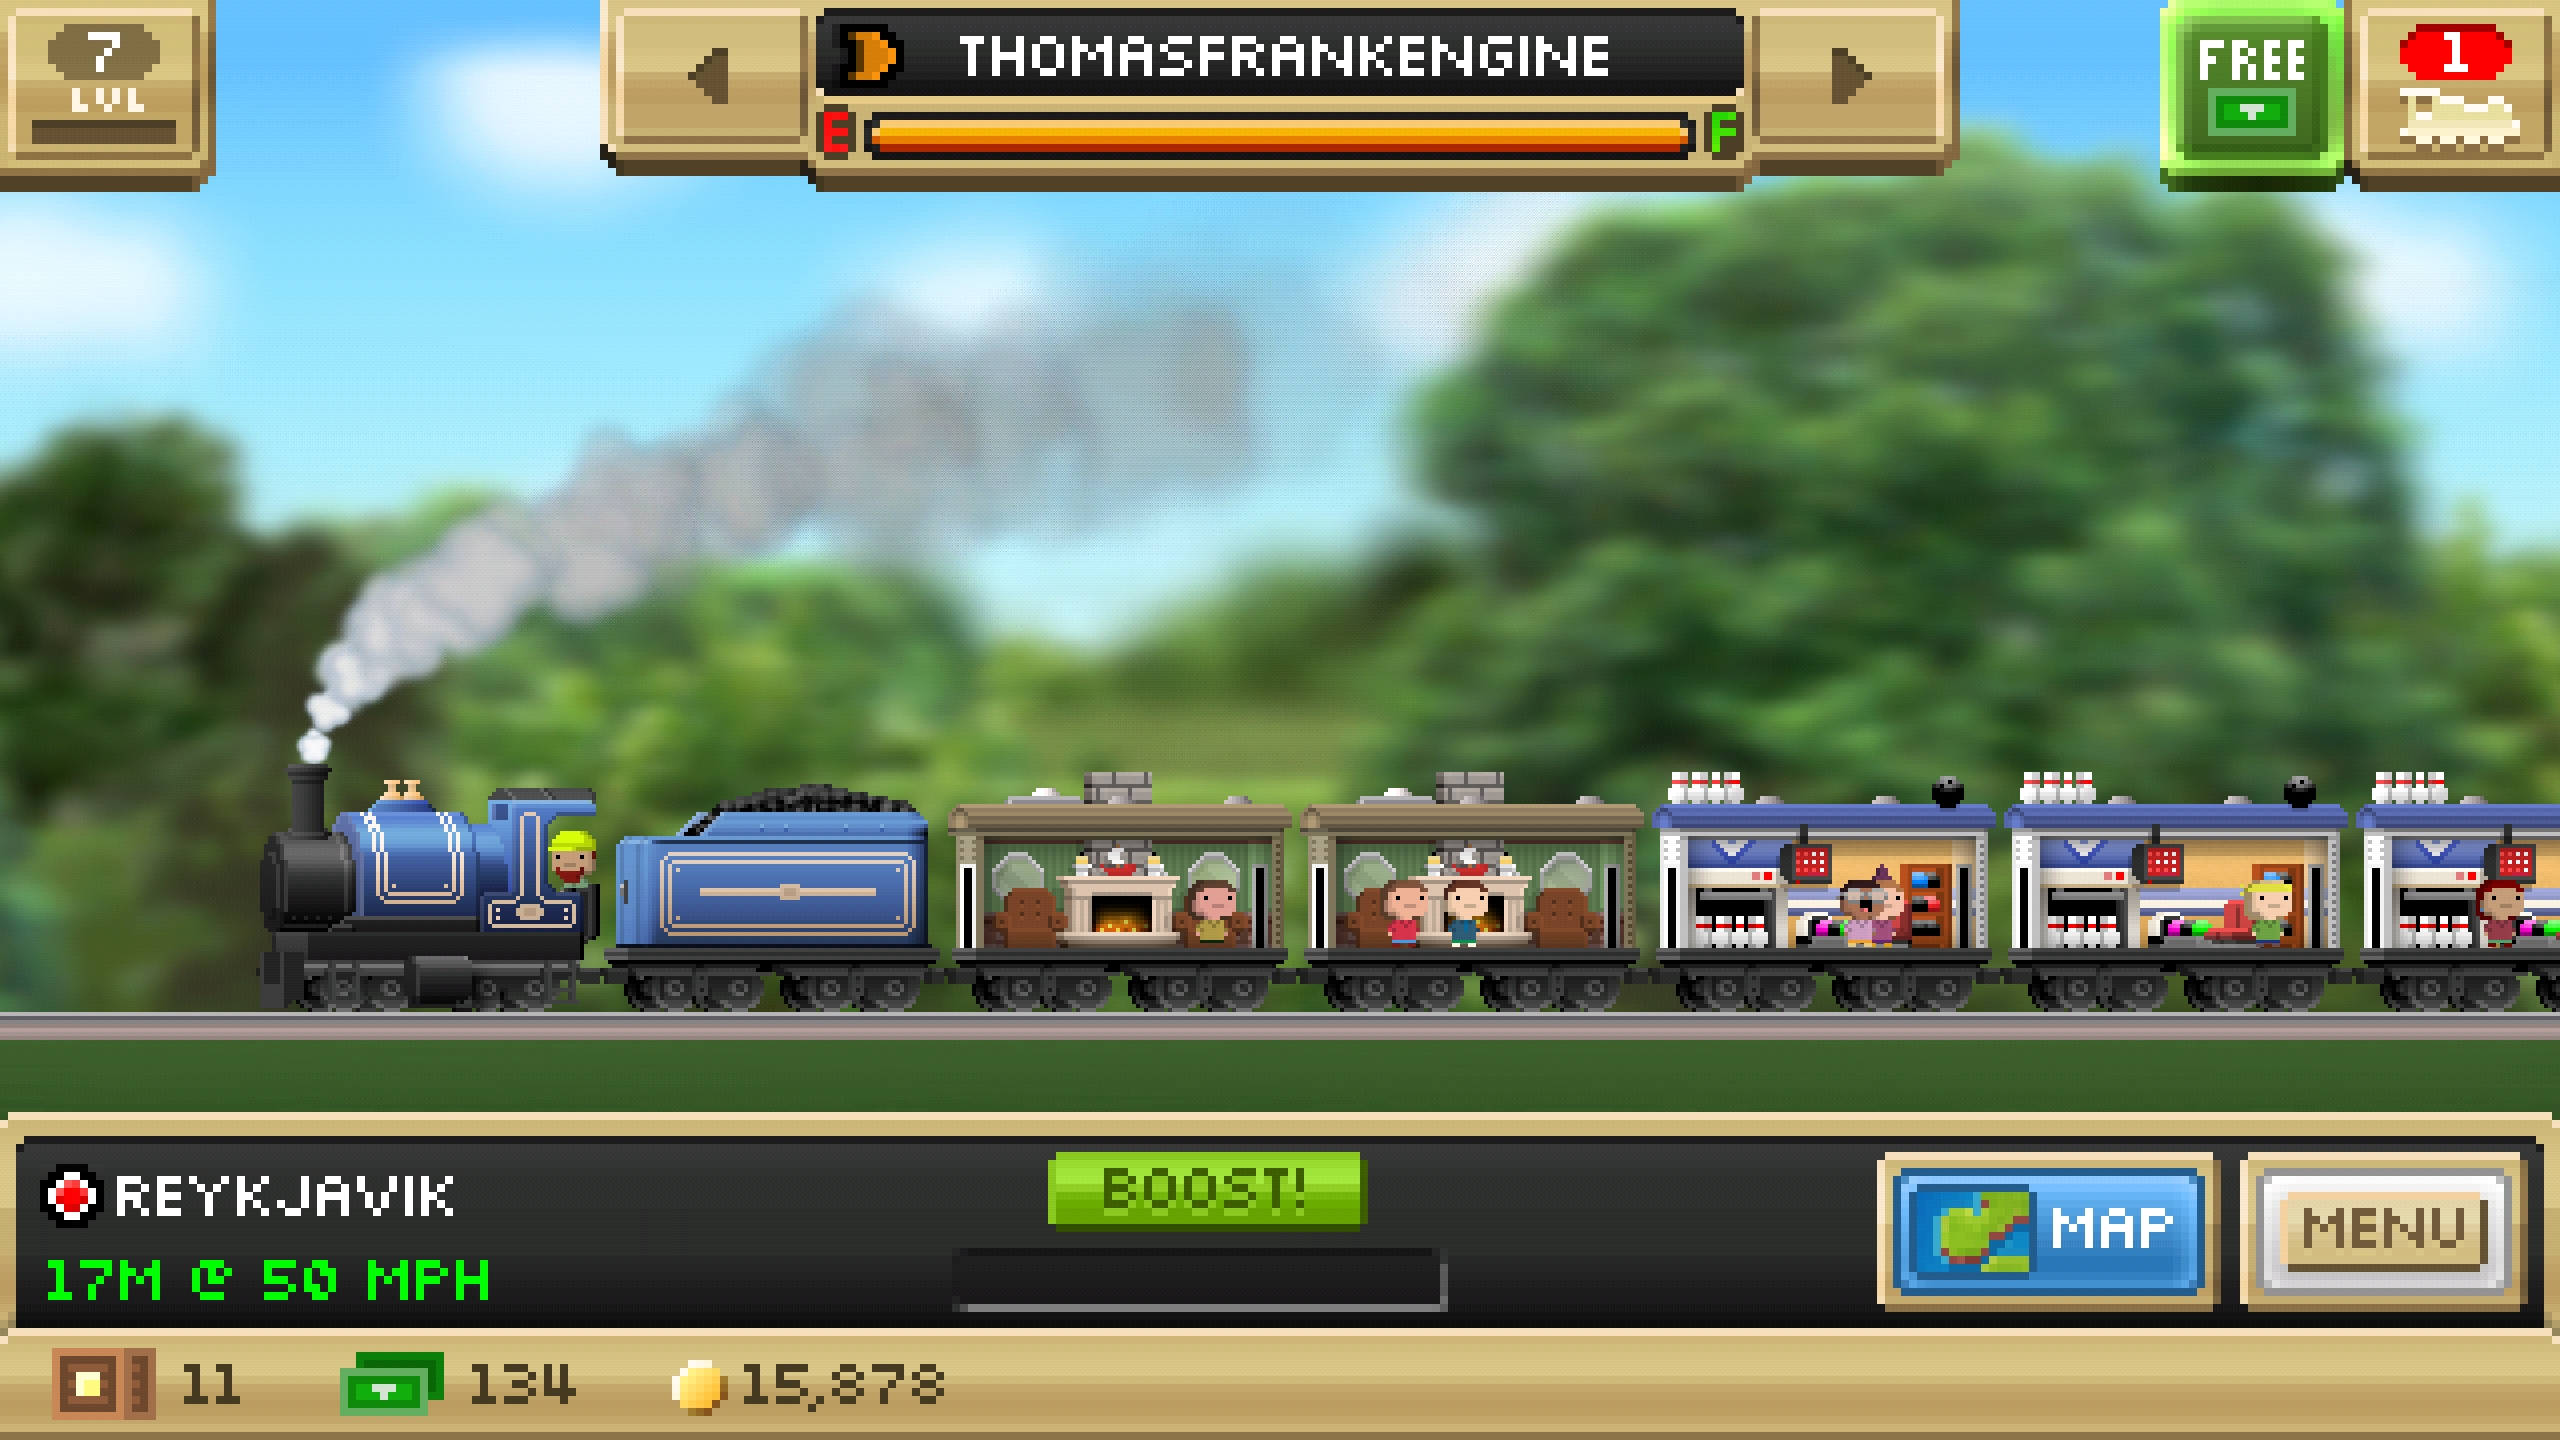 7
LVL
THOMASFRANKENGINE
E F
FREE
1
REYKJAVIK
17M @ 50 MPH
BOOST!
MAP
MENU
11 134 15,878